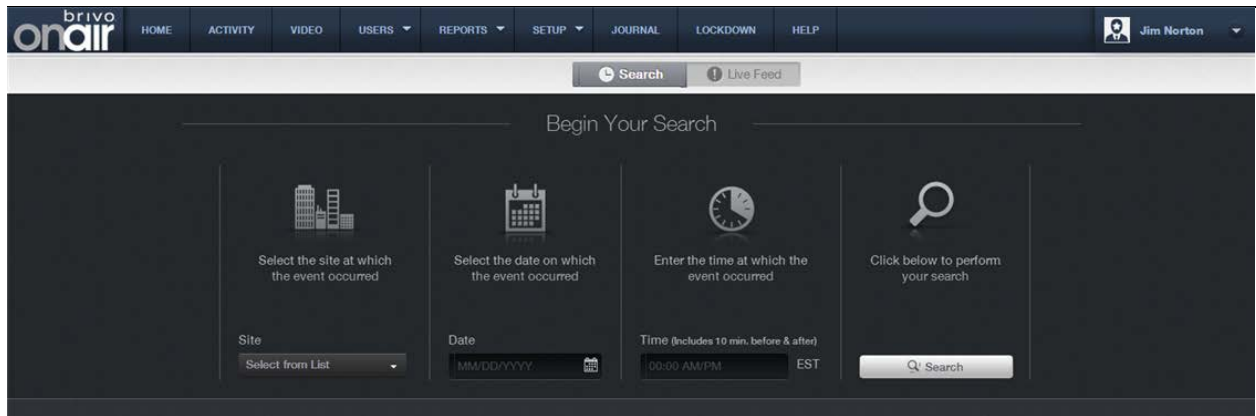 brivo
onair
HOME ACTIVITY VIDEO USERS REPORTS SETUP JOURNAL LOCKDOWN HELP Jim Norton
Search Live Feed
Begin Your Search
Select the site at which
the event occurred
Select the date on which
the event occurred
Enter the time at which the
event occurred
Click below to perform
your search
Site
Select from List
Date
MM/DD/YYYY
Time (Includes 10 min. before & after)
00:00 AM/PM EST
Search